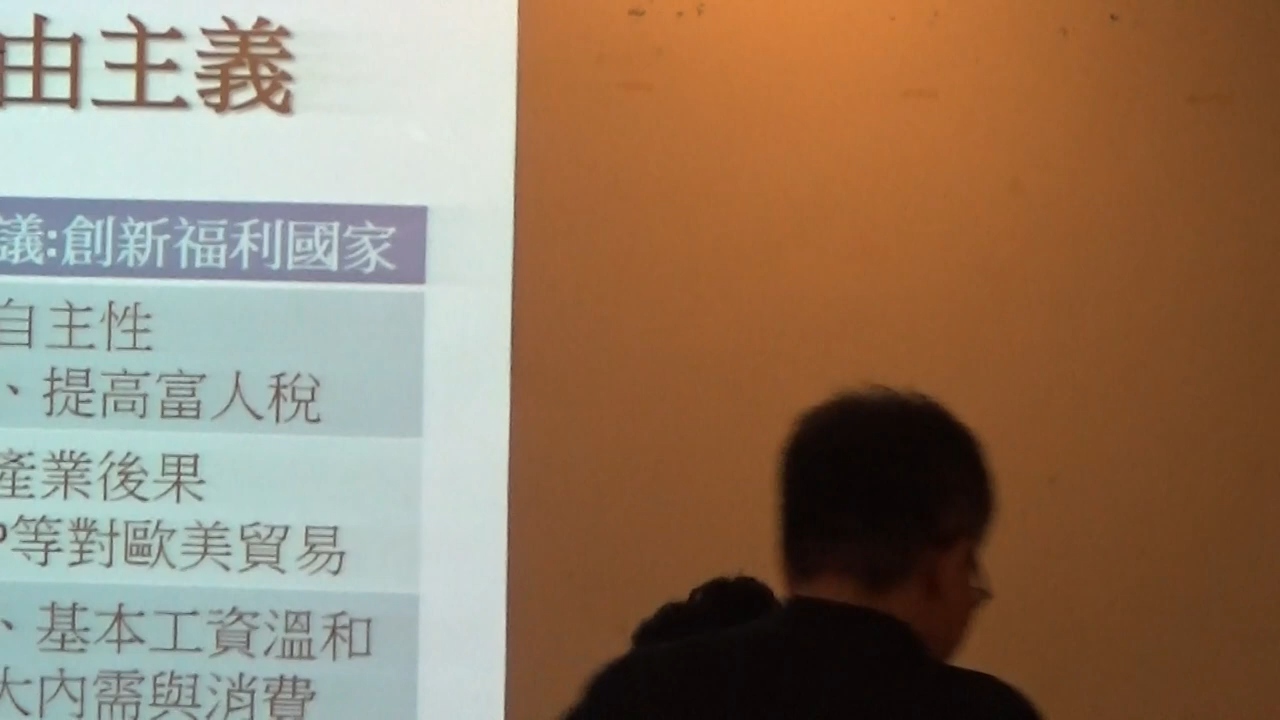 由主義
議:創新福利國家
自主性
、提高富人稅
產業後果
P等對歐美貿易
、基本工資溫和
大內需與消費